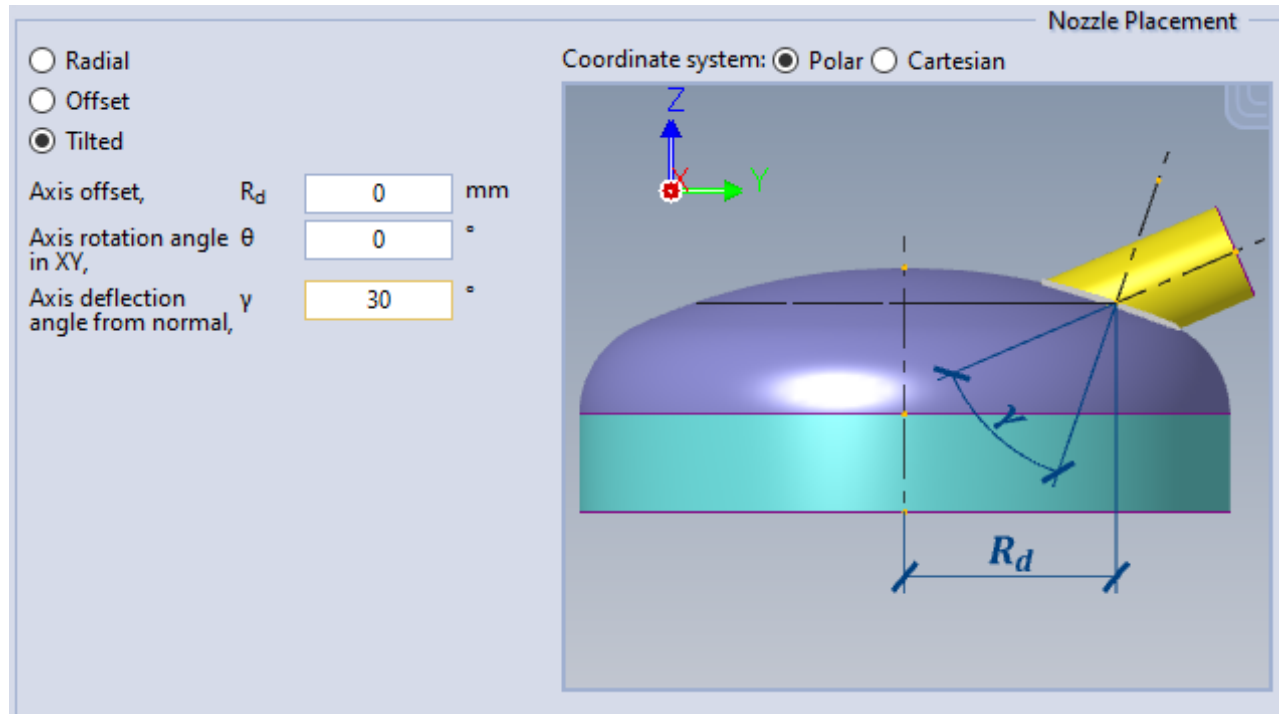 Nozzle Placement
Radial
Offset
Tilted
Axis offset, Rd 0 mm
Axis rotation angle θ 0 °
in XY,
Axis deflection γ 30 °
angle from normal,
Coordinate system: Polar Cartesian
Z
X Y
γ
Rd